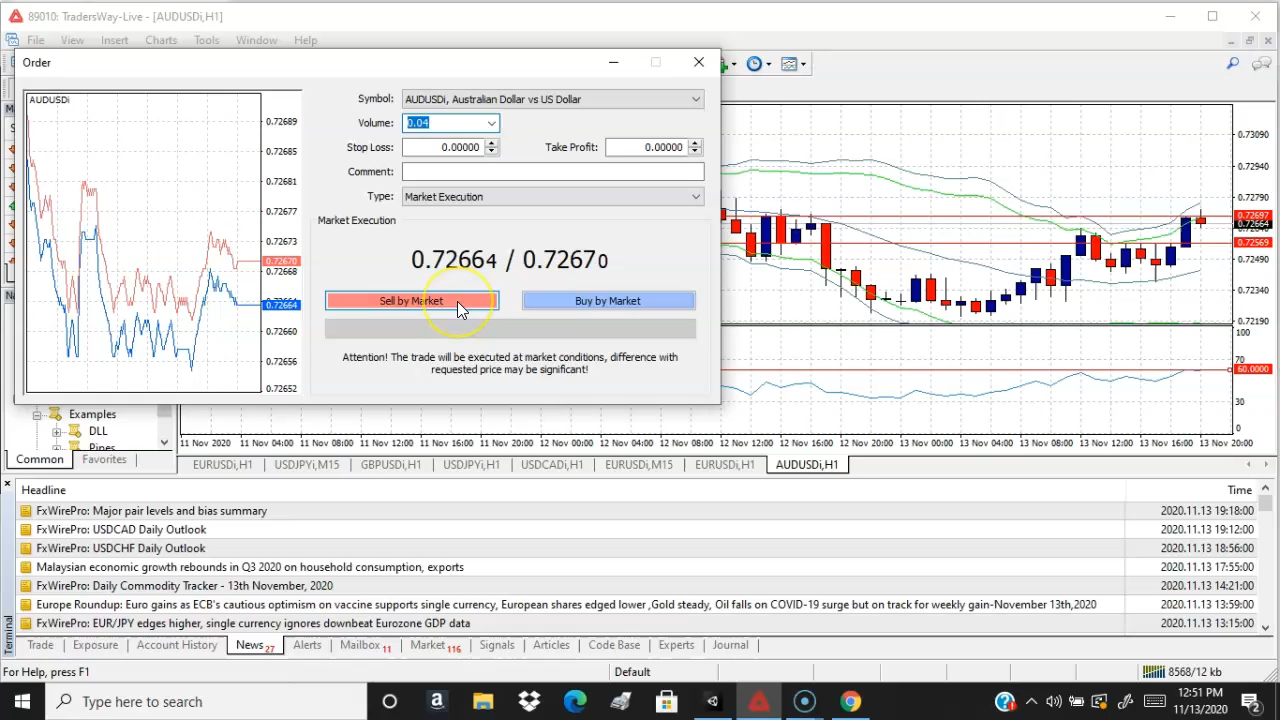 89010: TradersWay-Live - [AUDUSDi,H1]
File View Insert Charts Tools Window Help
Order
AUDUSDi
0.72689
0.72685
0.72681
0.72677
0.72673
0.72670
0.72668
0.72664
0.72660
0.72656
0.72652
Symbol: AUDUSDi, Australian Dollar vs US Dollar
Volume: 0.04
Stop Loss: 0.00000 Take Profit: 0.00000
Comment:
Type: Market Execution
Market Execution
0.72664 / 0.72670
Sell by Market Buy by Market
Attention! The trade will be executed at market conditions, difference with
requested price may be significant!
0.73090
0.72940
0.72790
0.72697
0.72664
0.72569
0.72490
0.72340
0.72190
100
70
60.0000
30
0
11 Nov 2020 11 Nov 04:00 11 Nov 08:00 11 Nov 12:00 11 Nov 16:00 11 Nov 20:00 12 Nov 00:00 12 Nov 04:00 12 Nov 08:00 12 Nov 12:00 12 Nov 16:00 12 Nov 20:00 13 Nov 00:00 13 Nov 04:00 13 Nov 08:00 13 Nov 12:00 13 Nov 16:00 13 Nov 20:00
Examples
DLL
Pipes
Common Favorites
EURUSDi,H1 USDJPYi,M15 GBPUSDi,H1 USDJPYi,H1 USDCADi,H1 EURUSDi,M15 EURUSDi,H1 AUDUSDi,H1
Headline Time
FxWirePro: Major pair levels and bias summary 2020.11.13 19:18:00
FxWirePro: USDCAD Daily Outlook 2020.11.13 19:12:00
FxWirePro: USDCHF Daily Outlook 2020.11.13 18:56:00
Malaysian economic growth rebounds in Q3 2020 on household consumption, exports 2020.11.13 17:55:00
FxWirePro: Daily Commodity Tracker - 13th November, 2020 2020.11.13 14:21:00
Europe Roundup: Euro gains as ECB's cautious optimism on vaccine supports single currency, European shares edged lower ,Gold steady, Oil falls on COVID-19 surge but on track for weekly gain-November 13th,2020 2020.11.13 13:59:00
FxWirePro: EUR/JPY edges higher, single currency ignores downbeat Eurozone GDP data 2020.11.13 13:15:00
Terminal
Trade Exposure Account History News 27 Alerts Mailbox 11 Market 116 Signals Articles Code Base Experts Journal
For Help, press F1 Default 8568/12 kb
Type here to search
12:51 PM
11/13/2020
2